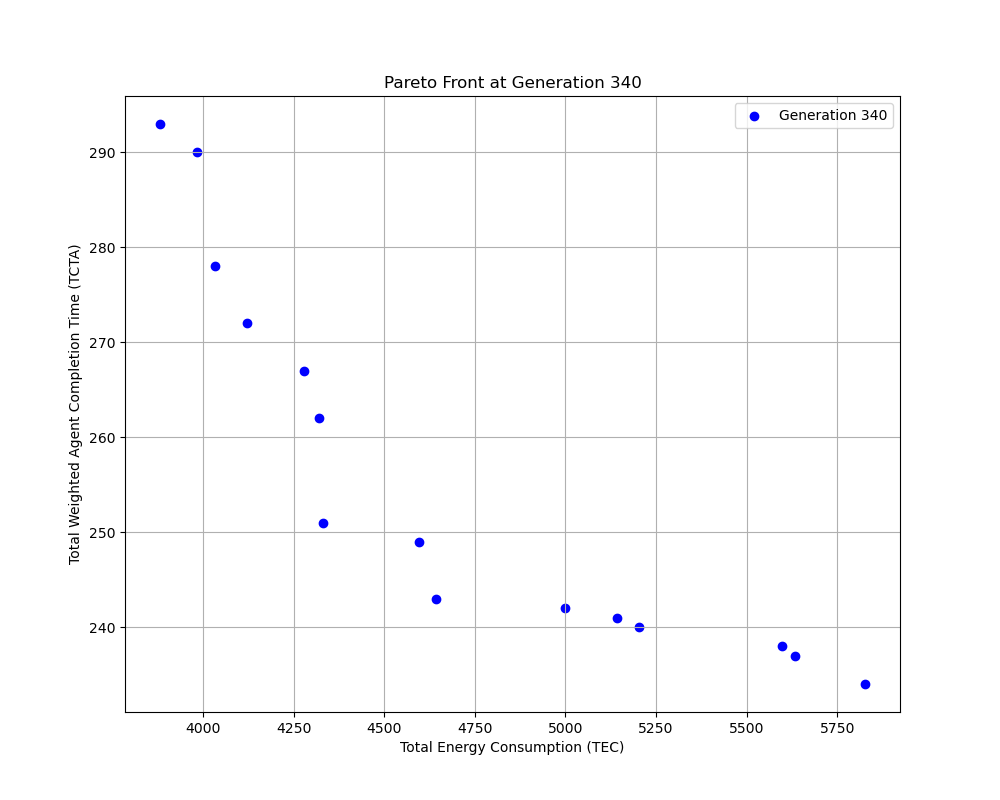 Pareto Front at Generation 340
Generation 340
Total Weighted Agent Completion Time (TCTA)
290
280
270
260
250
240
4000 4250 4500 4750 5000 5250 5500 5750
Total Energy Consumption (TEC)